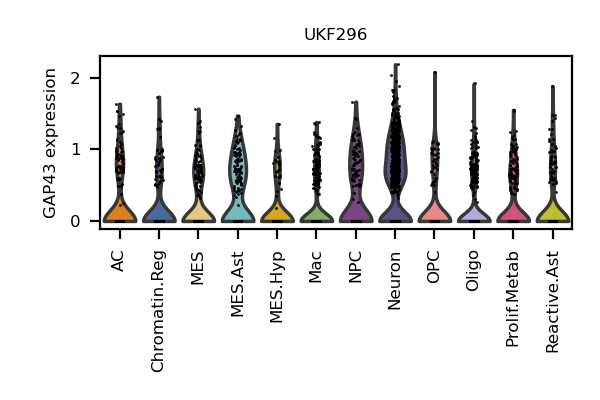 UKF296
GAP43 expression
2
1
0
AC
Chromatin.Reg
MES
MES.Ast
MES.Hyp
Mac
NPC
Neuron
OPC
Oligo
Prolif.Metab
Reactive.Ast